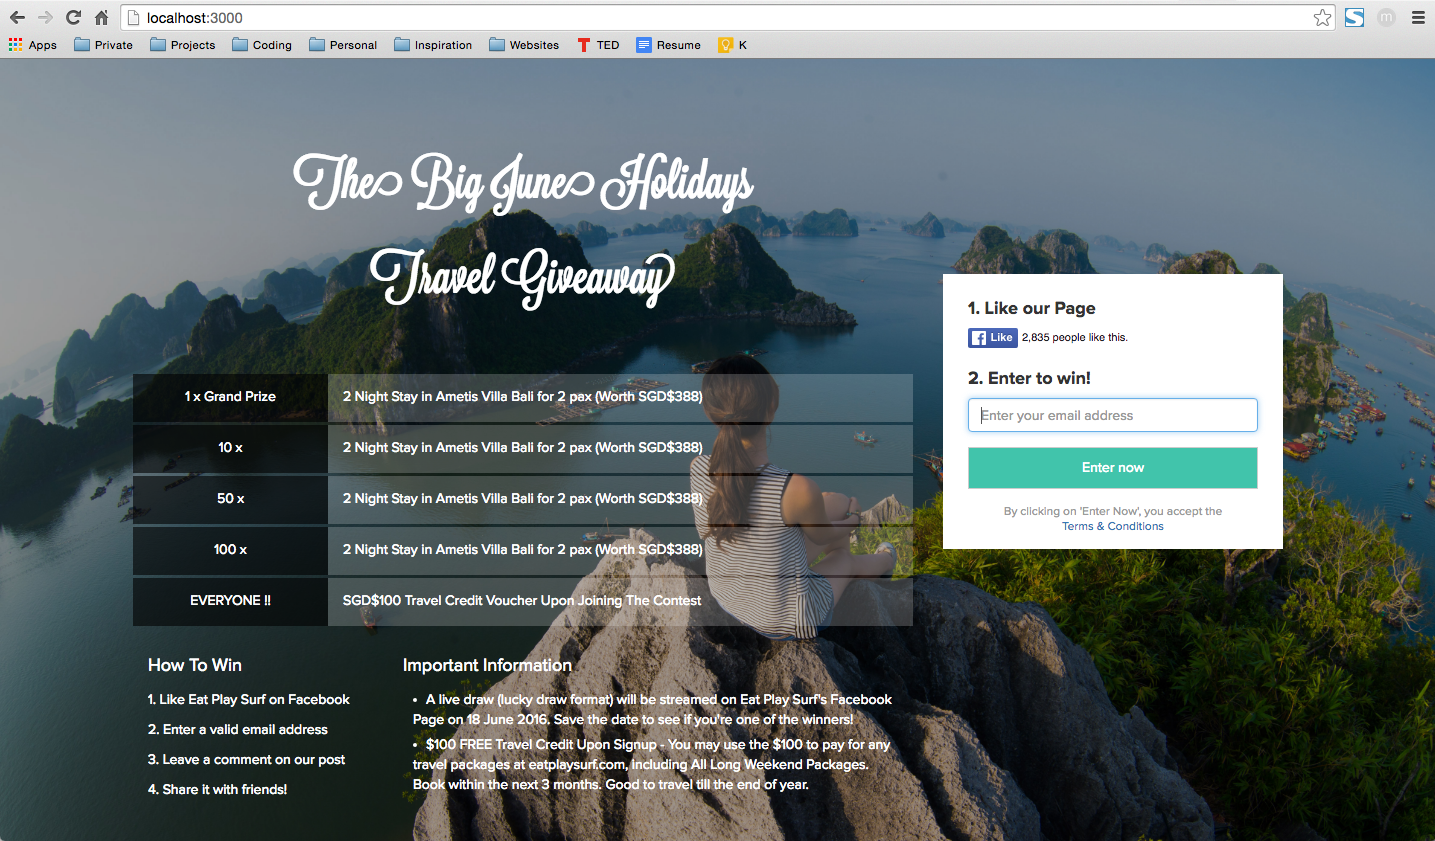 localhost:3000
Apps Private Projects Coding Personal Inspiration Websites TED Resume K
The Big June Holidays
Travel Giveaway
1 x Grand Prize 2 Night Stay in Ametis Villa Bali for 2 pax (Worth SGD$388)
10 x 2 Night Stay in Ametis Villa Bali for 2 pax (Worth SGD$388)
50 x 2 Night Stay in Ametis Villa Bali for 2 pax (Worth SGD$388)
100 x 2 Night Stay in Ametis Villa Bali for 2 pax (Worth SGD$388)
EVERYONE !! SGD$100 Travel Credit Voucher Upon Joining The Contest
How To Win
1. Like Eat Play Surf on Facebook
2. Enter a valid email address
3. Leave a comment on our post
4. Share it with friends!
Important Information
• A live draw (lucky draw format) will be streamed on Eat Play Surf's Facebook
Page on 18 June 2016. Save the date to see if you're one of the winners!
• $100 FREE Travel Credit Upon Signup - You may use the $100 to pay for any
travel packages at eatplaysurf.com, including All Long Weekend Packages.
Book within the next 3 months. Good to travel till the end of year.
1. Like our Page
Like 2,835 people like this.
2. Enter to win!
Enter your email address
Enter now
By clicking on 'Enter Now', you accept the
Terms & Conditions